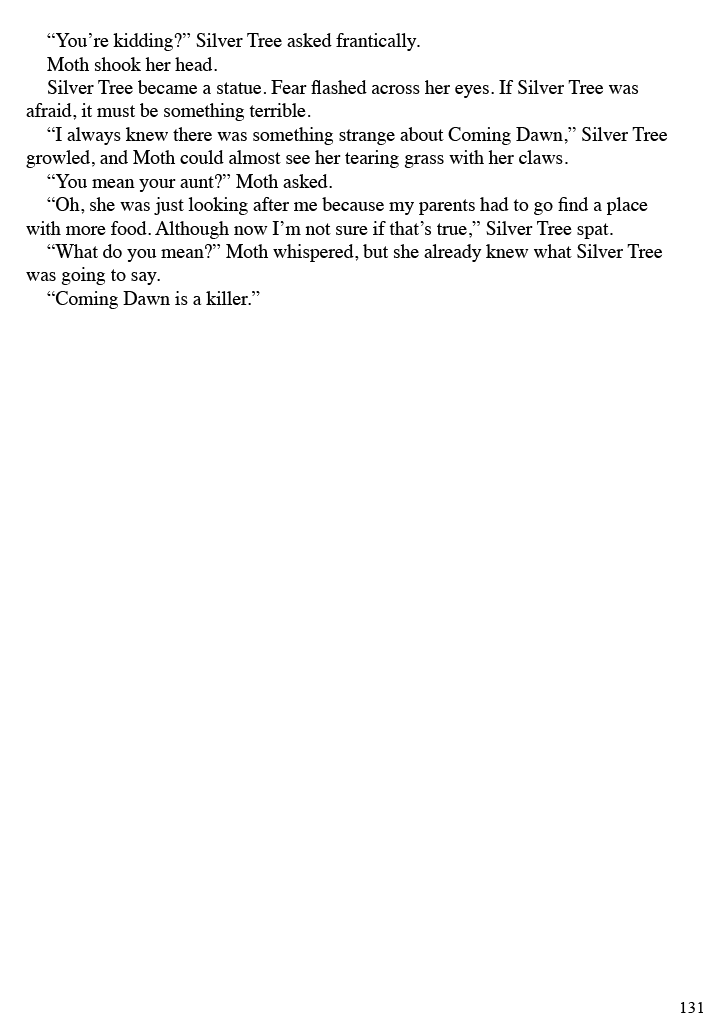 “You’re kidding?” Silver Tree asked frantically.
Moth shook her head.
Silver Tree became a statue. Fear flashed across her eyes. If Silver Tree was
afraid, it must be something terrible.
“I always knew there was something strange about Coming Dawn,” Silver Tree
growled, and Moth could almost see her tearing grass with her claws.
“You mean your aunt?” Moth asked.
“Oh, she was just looking after me because my parents had to go find a place
with more food. Although now I’m not sure if that’s true,” Silver Tree spat.
“What do you mean?” Moth whispered, but she already knew what Silver Tree
was going to say.
“Coming Dawn is a killer.”
131